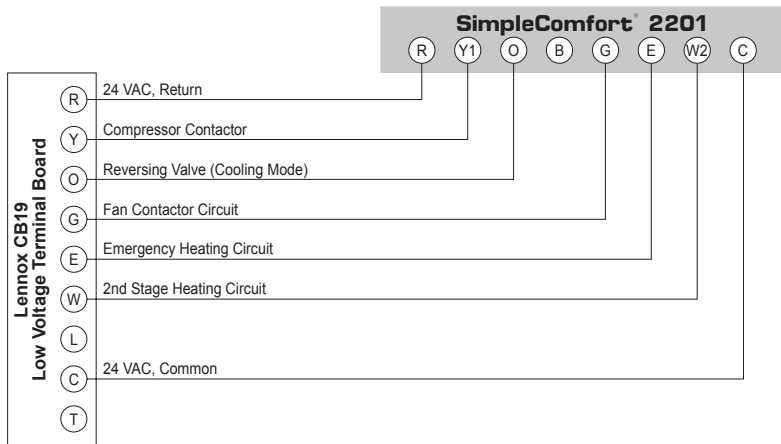 SimpleComfort® 2201
R Y1 O B G E W2 C
Lennox CB19
Low Voltage Terminal Board
R 24 VAC, Return
Y Compressor Contactor
O Reversing Valve (Cooling Mode)
G Fan Contactor Circuit
E Emergency Heating Circuit
W 2nd Stage Heating Circuit
L
C 24 VAC, Common
T